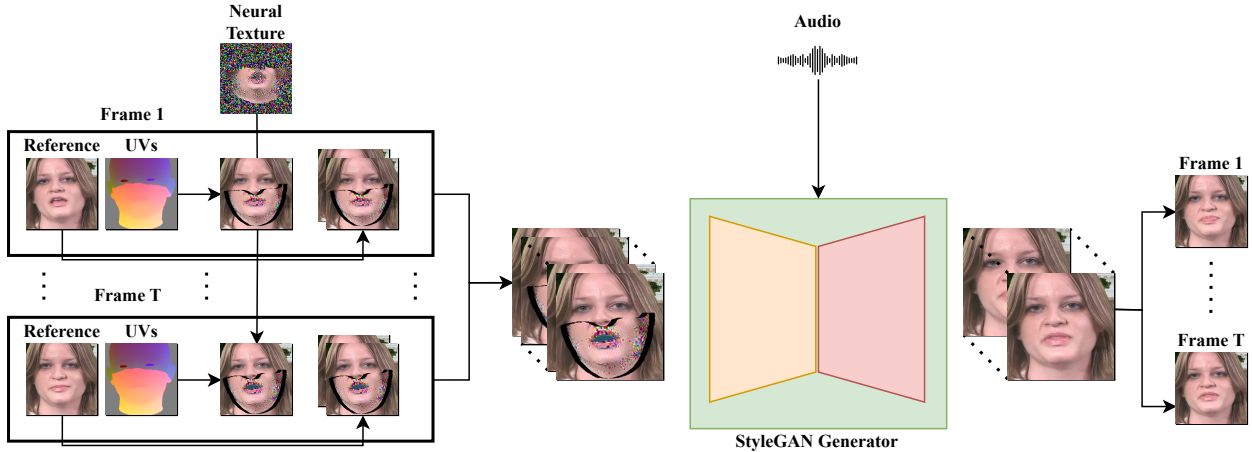 Neural
Texture
Audio
Frame 1
Reference
UVs
Frame T
Reference
UVs
StyleGAN Generator
Frame 1
Frame T